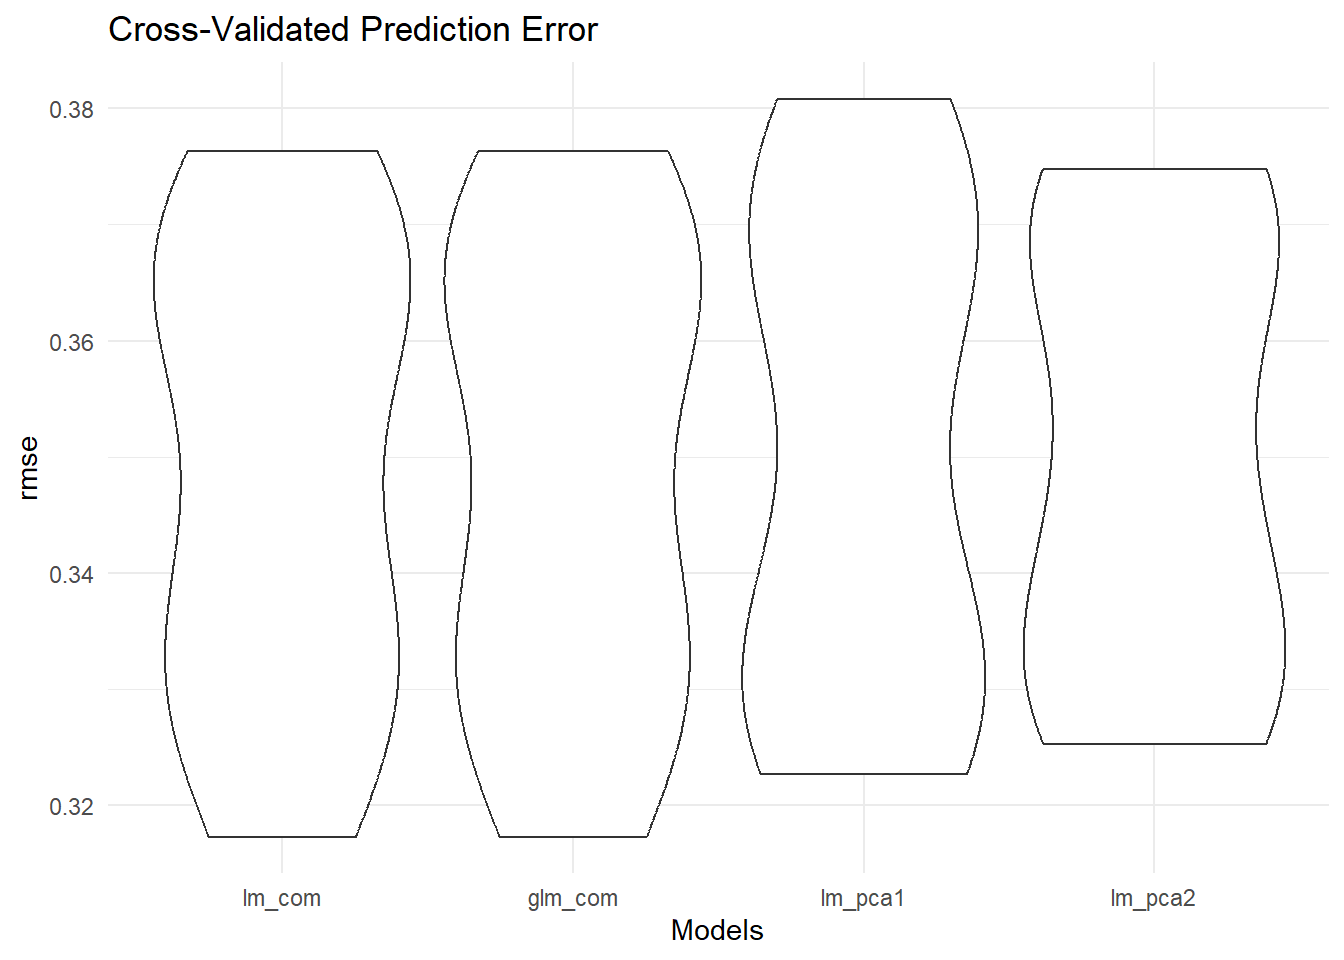 Cross-Validated Prediction Error
0.38
0.36
0.34
0.32
rmse
lm_com glm_com lm_pca1 lm_pca2
Models